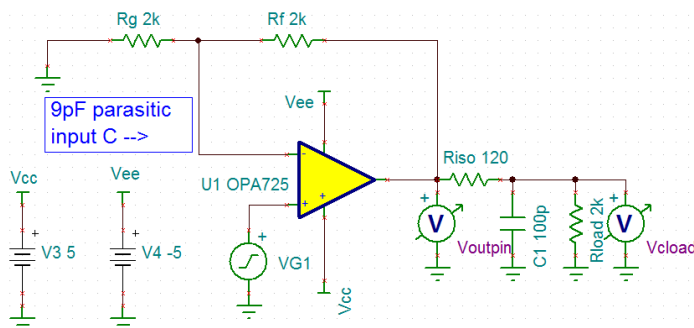 Rg 2k
Rf 2k
9pF parasitic
input C -->
Vee
Vcc
Vee
Riso 120
U1 OPA725
-
+
+
+
V
+
V
C1 100p
Rload 2k
Voutpin
Vcload
V3 5
+
V4 -5
+
VG1
+
Vcc